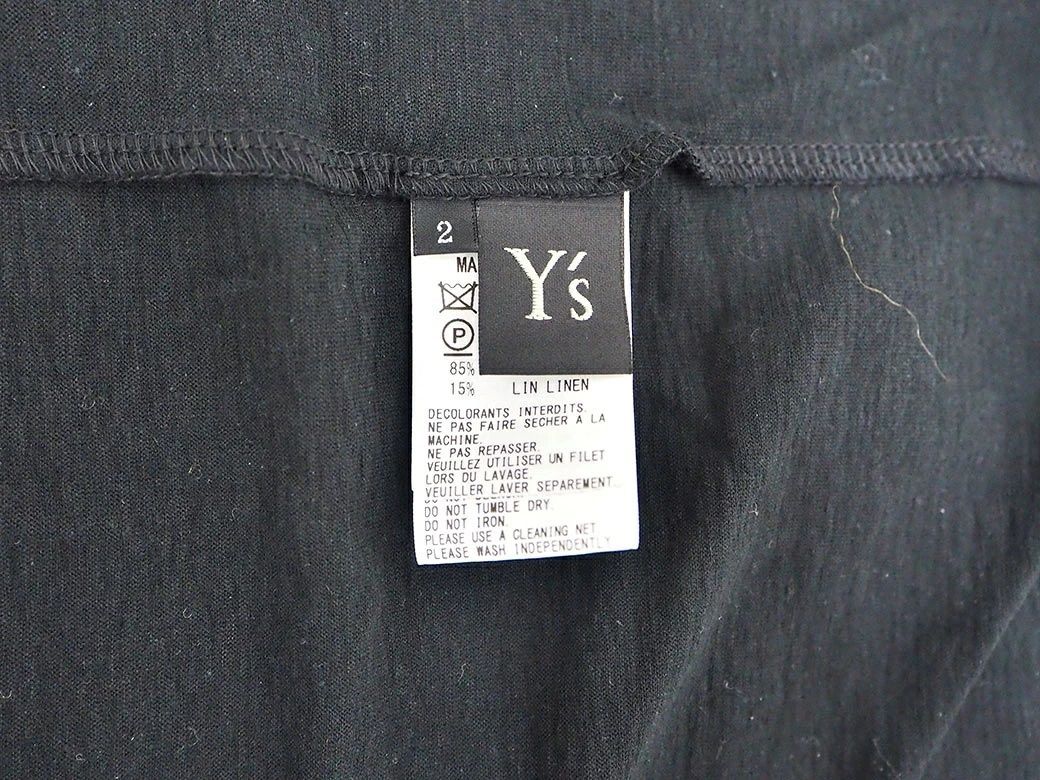 2
Y's
MA
P
85%
15% LIN LINEN
DECOLORANTS INTERDITS.
NE PAS FAIRE SECHER A LA
MACHINE.
NE PAS REPASSER.
VEUILLEZ UTILISER UN FILET
LORS DU LAVAGE.
VEUILLER LAVER SEPAREMENT.
DO NOT TUMBLE DRY.
DO NOT IRON.
PLEASE USE A CLEANING NET
PLEASE WASH INDEPENDENTLY.